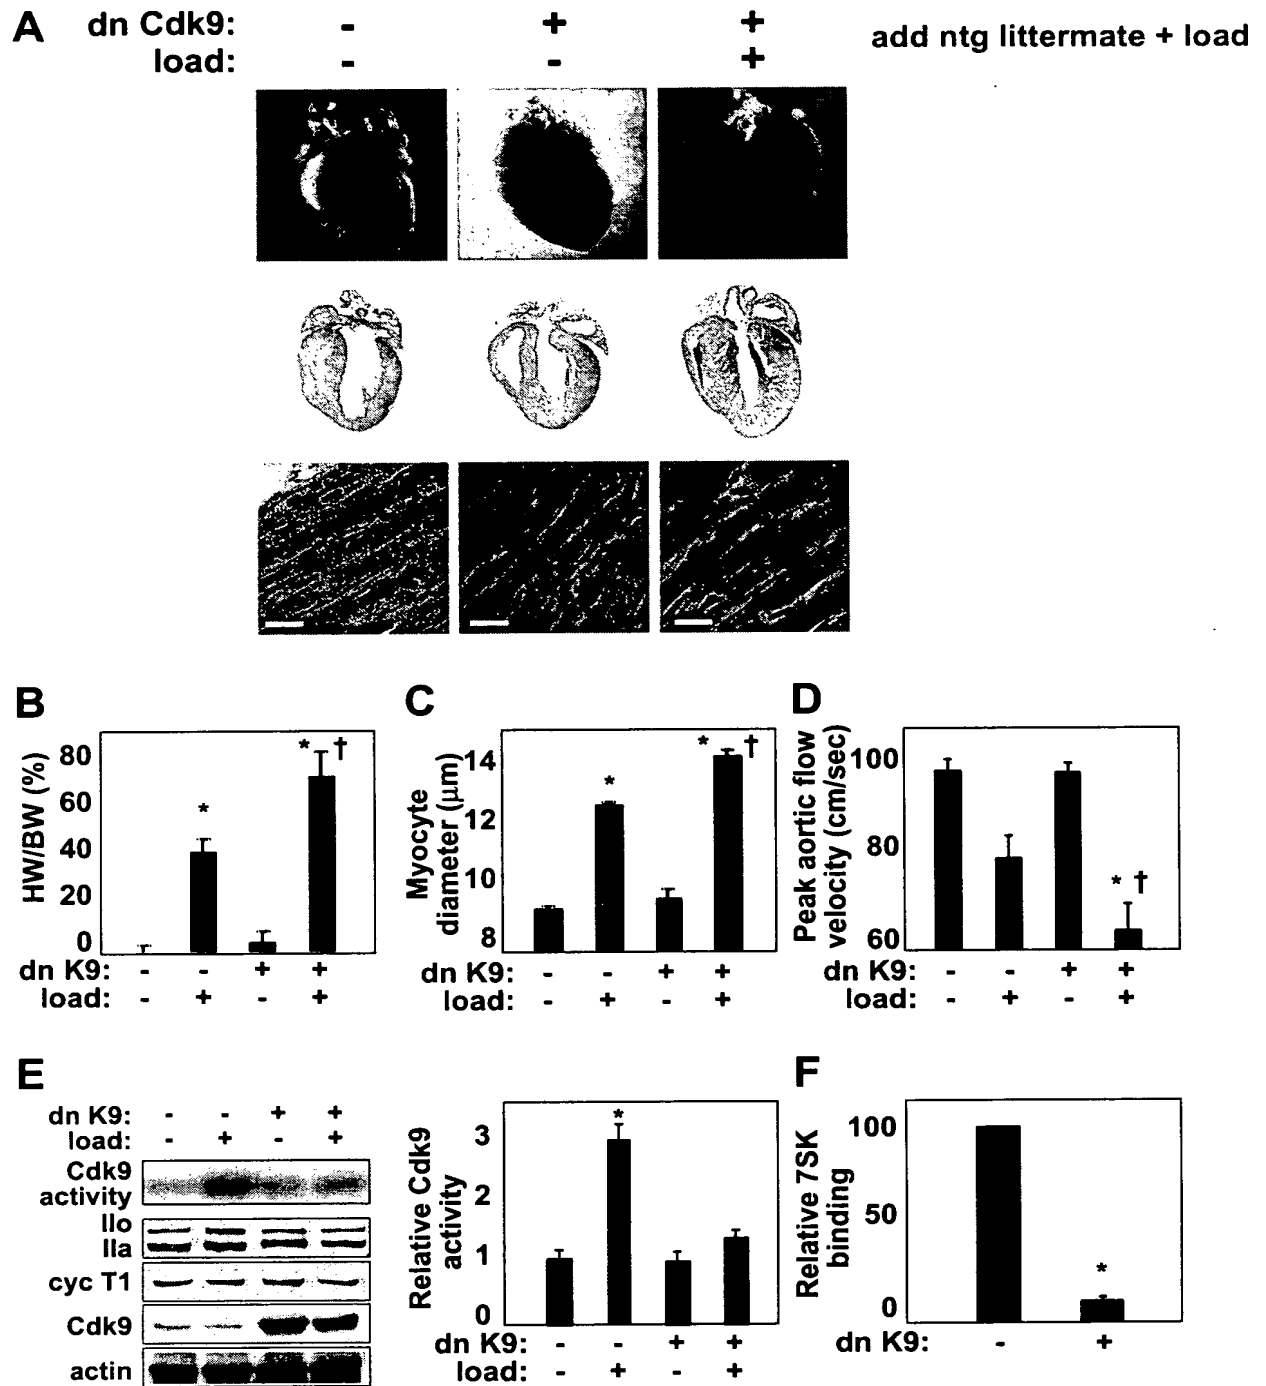 A
dn Cdk9: - + +
load: - - +
add ntg littermate + load
B
HW/BW (%)
80
60
40
20
0
*
* †
dn K9: - - + +
load: - + - +
C
Myocyte
diameter (μm)
14
12
10
8
*
* †
dn K9: - - + +
load: - + - +
D
Peak aortic flow
velocity (cm/sec)
100
80
60
* †
dn K9: - - + +
load: - + - +
E
dn K9: - - + +
load: - + - +
Cdk9
activity
IIo
IIa
cyc T1
Cdk9
actin
Relative Cdk9
activity
3
2
1
0
*
dn K9: - - + +
load: - + - +
F
Relative 7SK
binding
100
50
0
*
dn K9: - +